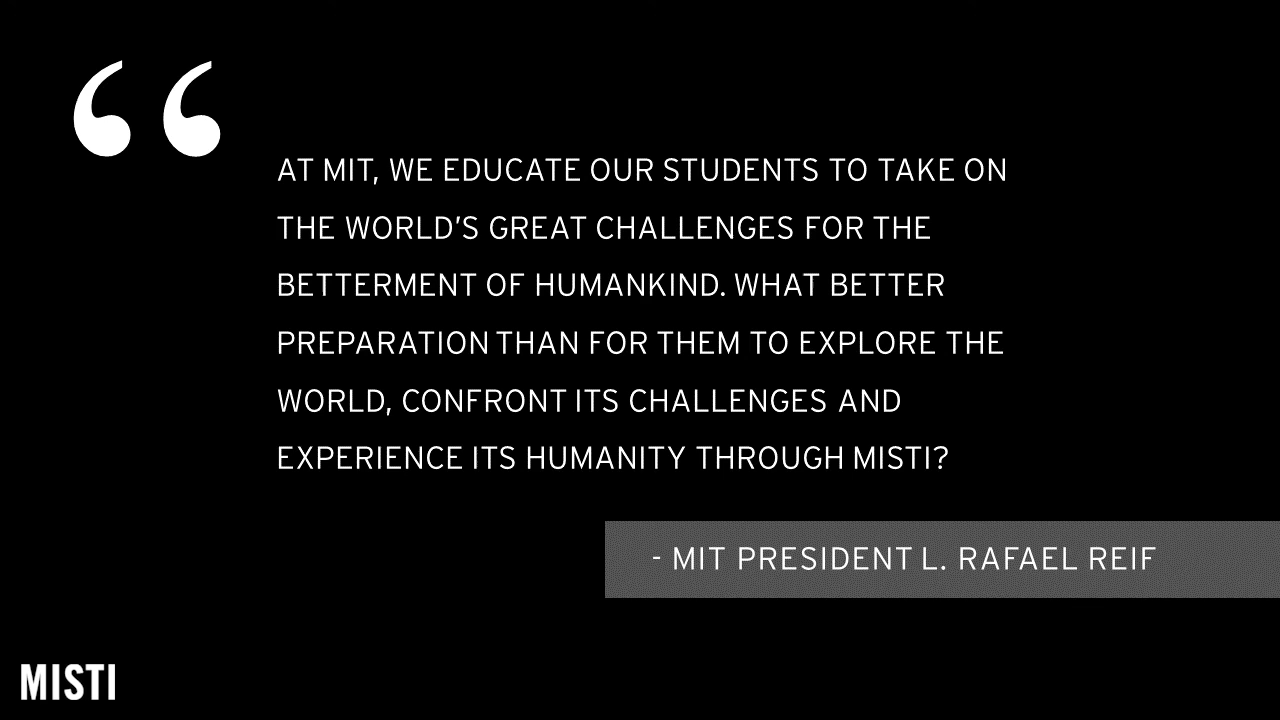 “
AT MIT, WE EDUCATE OUR STUDENTS TO TAKE ON
THE WORLD’S GREAT CHALLENGES FOR THE
BETTERMENT OF HUMANKIND. WHAT BETTER
PREPARATION THAN FOR THEM TO EXPLORE THE
WORLD, CONFRONT ITS CHALLENGES AND
EXPERIENCE ITS HUMANITY THROUGH MISTI?
- MIT PRESIDENT L. RAFAEL REIF
MISTI